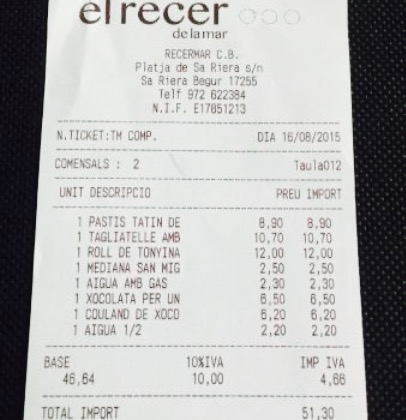 el recer
de la mar
RECERMAR C.B.
Platja de Sa Riera s/n
Sa Riera Begur 17255
Telf 972 622384
N.I.F. E17851213
N.TICKET:TM COMP. DIA 16/08/2015
COMENSALS : 2 Taula012
UNIT DESCRIPCIO PREU IMPORT
1 PASTIS TATIN DE 8,90 8,90
1 TAGLIATELLE AMB 10,70 10,70
1 ROLL DE TONYINA 12,00 12,00
1 MEDIANA SAN MIG 2,50 2,50
1 AIGUA AMB GAS 2,30 2,30
1 XOCOLATA PER UN 6,50 6,50
1 COULAND DE XOCO 6,20 6,20
1 AIGUA 1/2 2,20 2,20
BASE 10%IVA IMP IVA
46,64 10,00 4,66
TOTAL IMPORT 51,30